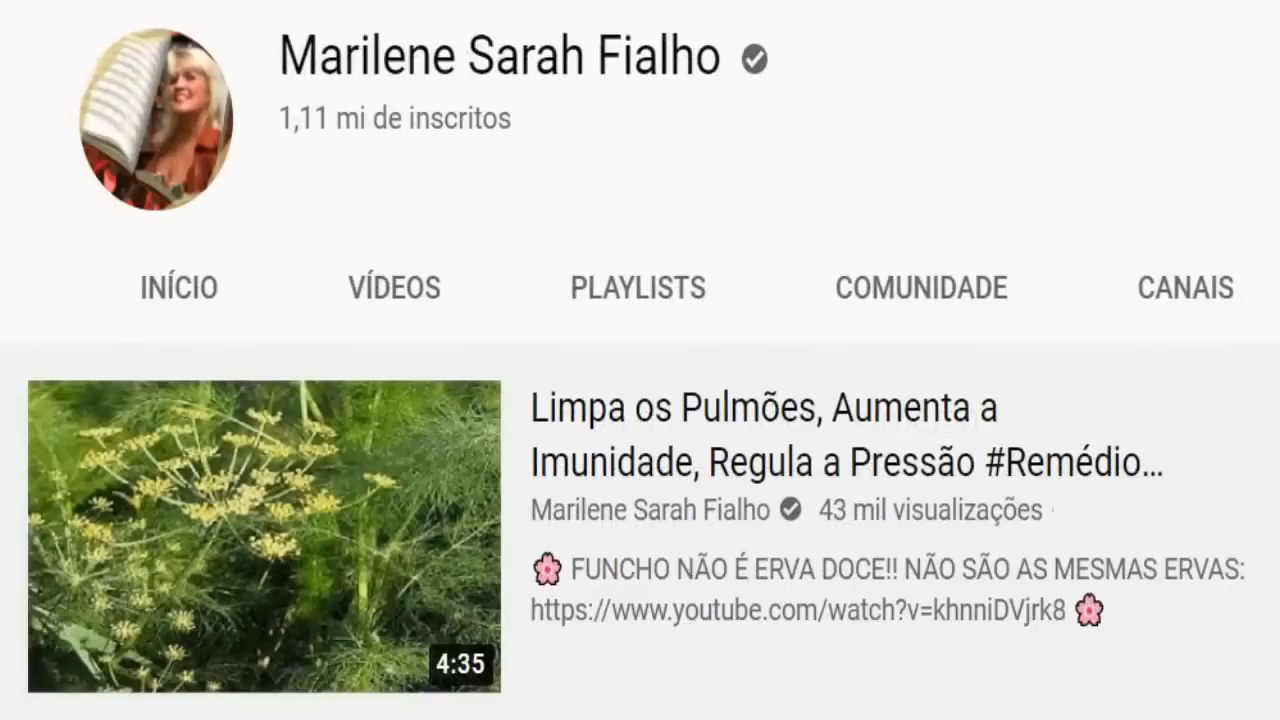 Marilene Sarah Fialho
1,11 mi de inscritos
INÍCIO VÍDEOS PLAYLISTS COMUNIDADE CANAIS
Limpa os Pulmões, Aumenta a
Imunidade, Regula a Pressão #Remédio...
Marilene Sarah Fialho 43 mil visualizações
🌸 FUNCHO NÃO É ERVA DOCE!! NÃO SÃO AS MESMAS ERVAS:
https://www.youtube.com/watch?v=khnniDVjrk8 🌸
4:35